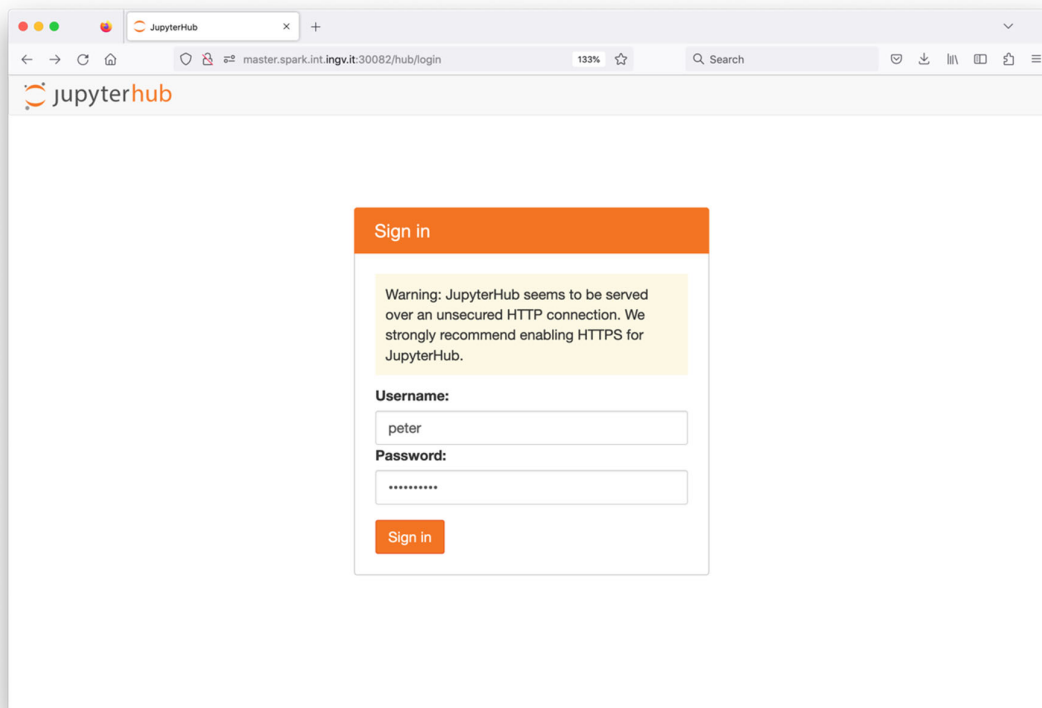 JupyterHub
master.spark.int.ingv.it:30082/hub/login
133%
Search
jupyterhub
Sign in
Warning: JupyterHub seems to be served
over an unsecured HTTP connection. We
strongly recommend enabling HTTPS for
JupyterHub.
Username:
peter
Password:
••••••••••
Sign in